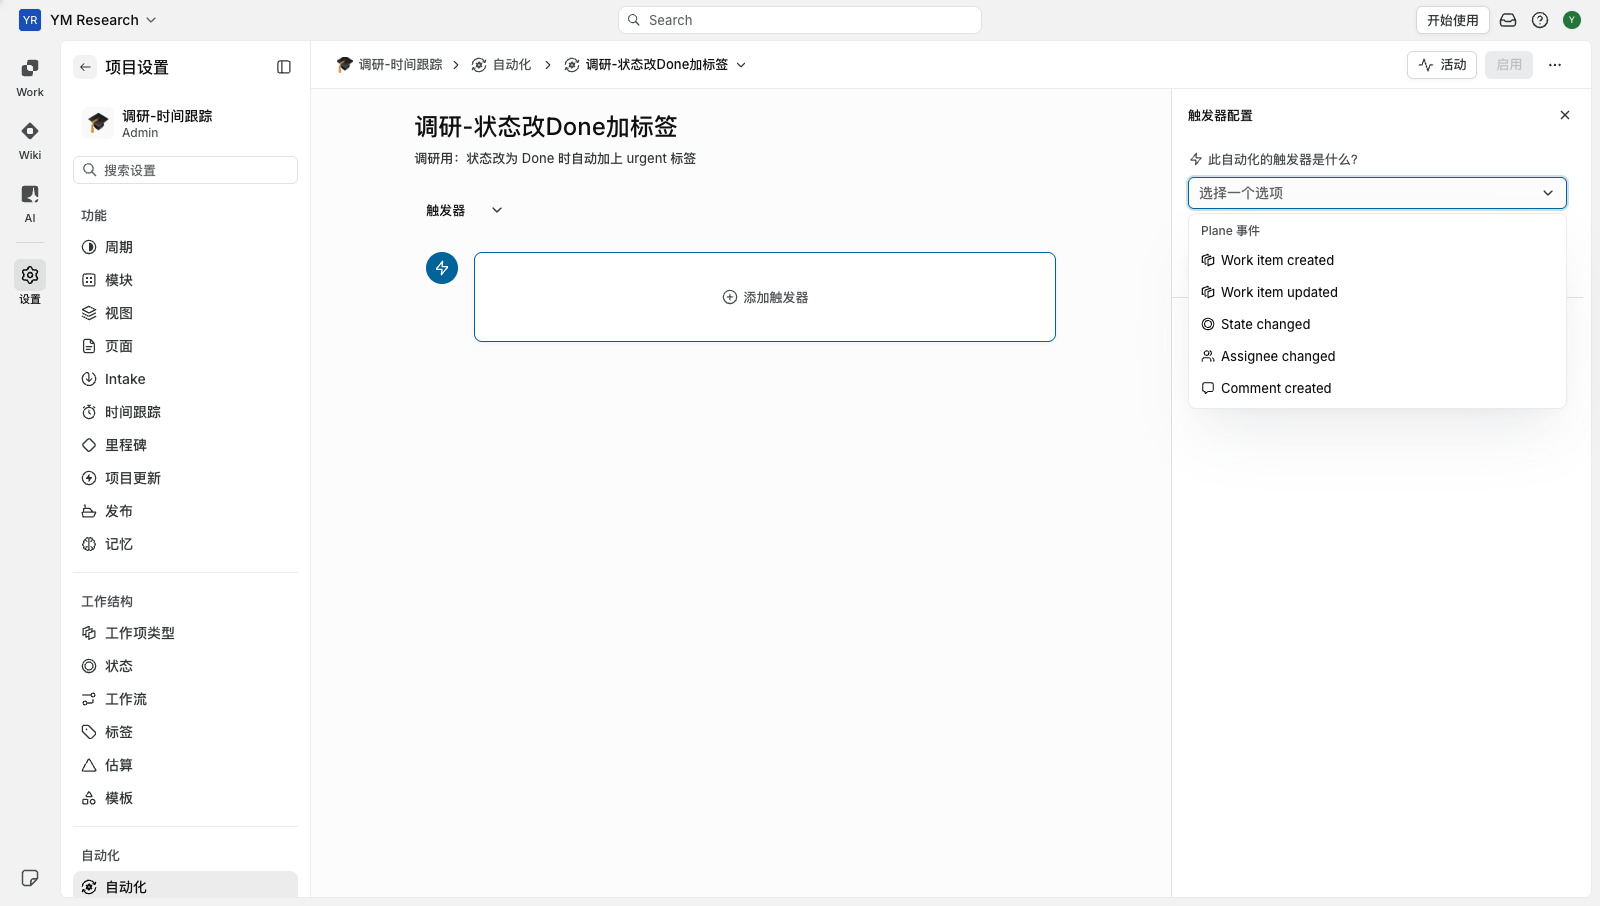 YR YM Research
Search
开始使用
Y
Work
Wiki
AI
设置
项目设置
调研-时间跟踪
Admin
搜索设置
功能
周期
模块
视图
页面
Intake
时间跟踪
里程碑
项目更新
发布
记忆
工作结构
工作项类型
状态
工作流
标签
估算
模板
自动化
自动化
调研-时间跟踪
自动化
调研-状态改Done加标签
活动
启用
调研-状态改Done加标签
调研用：状态改为 Done 时自动加上 urgent 标签
触发器
添加触发器
触发器配置
此自动化的触发器是什么?
选择一个选项
Plane 事件
Work item created
Work item updated
State changed
Assignee changed
Comment created